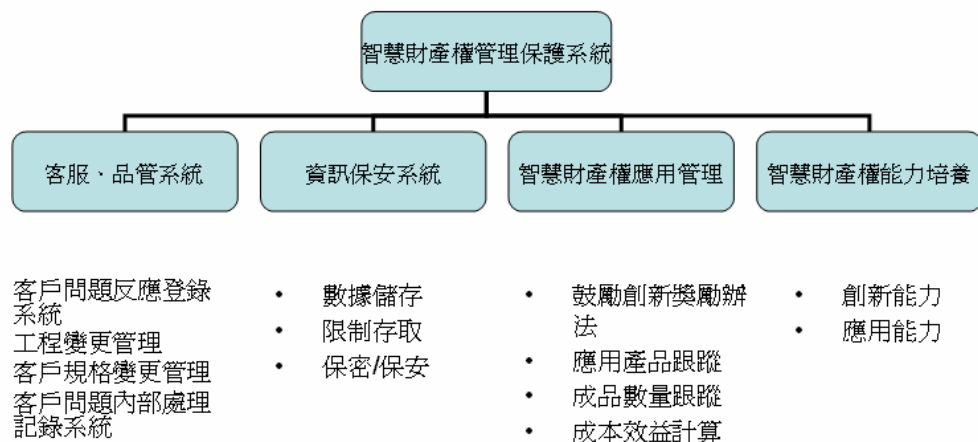 智慧財產權管理保護系統
客服、品管系統
資訊保安系統
智慧財產權應用管理
智慧財產權能力培養
客戶問題反應登錄
系統
工程變更管理
客戶規格變更管理
客戶問題內部處理
記錄系統
• 數據儲存
• 限制存取
• 保密/保安
• 鼓勵創新獎勵辦
法
• 應用產品跟蹤
• 成品數量跟蹤
• 成本效益計算
• 創新能力
• 應用能力